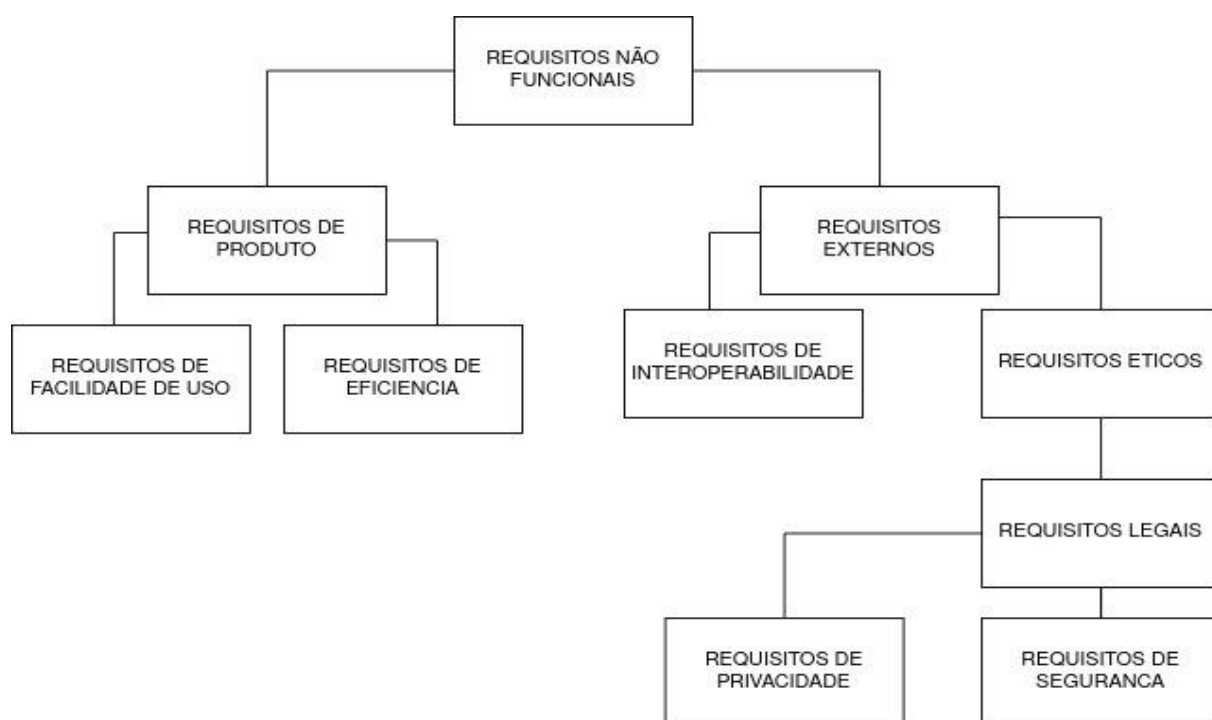 REQUISITOS NÃO
FUNCIONAIS
REQUISITOS DE
PRODUTO
REQUISITOS
EXTERNOS
REQUISITOS DE
FACILIDADE DE USO
REQUISITOS DE
EFICIENCIA
REQUISITOS DE
INTEROPERABILIDADE
REQUISITOS ETICOS
REQUISITOS LEGAIS
REQUISITOS DE
PRIVACIDADE
REQUISITOS DE
SEGURANCA